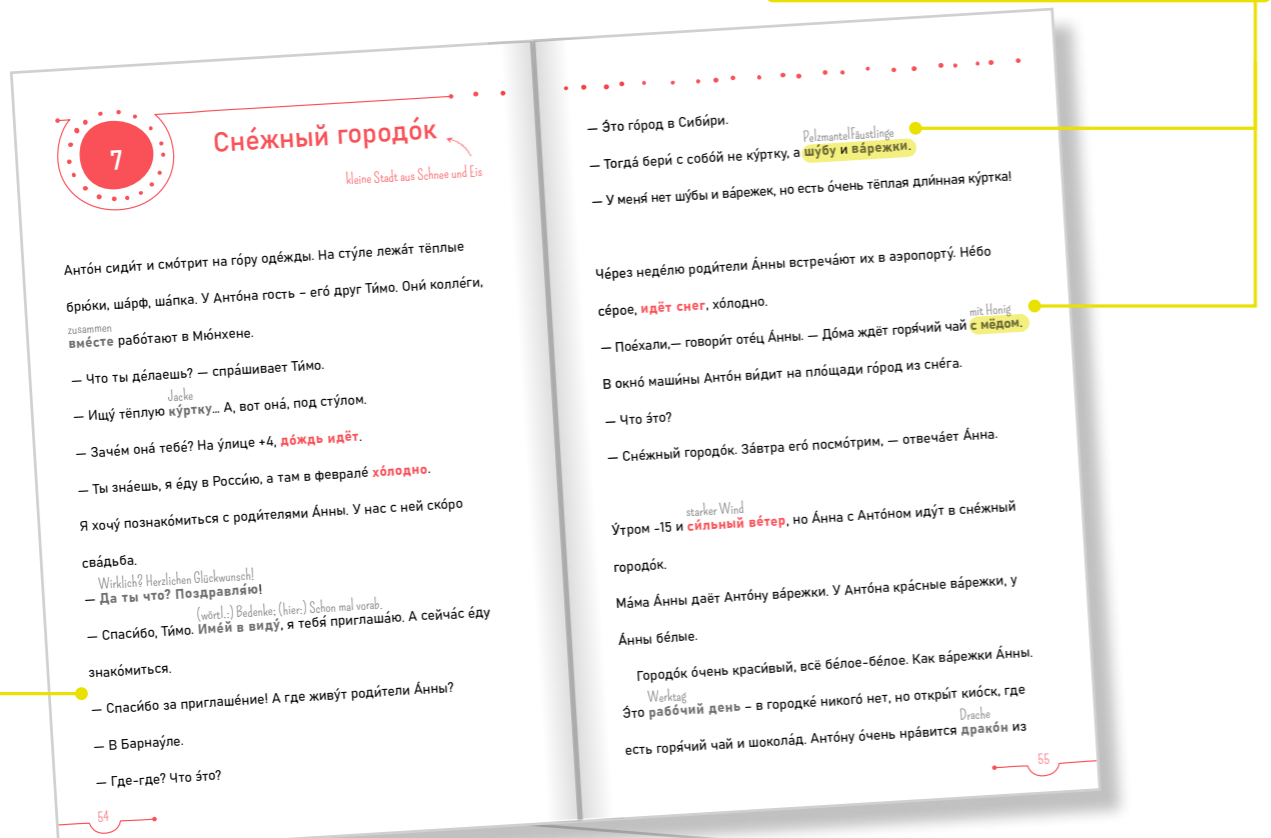 7
Сне́жный городо́к
kleine Stadt aus Schnee und Eis
Анто́н сиди́т и смо́трит на го́ру оде́жды. На сту́ле лежа́т тёплые
брю́ки, ша́рф, ша́пка. У Анто́на гость – его́ друг Ти́мо. Они́ колле́ги,
zusammen
вме́сте рабо́тают в Мю́нхене.
— Что ты де́лаешь? — спра́шивает Ти́мо.
Jacke
— Ищу́ тёплую ку́ртку... А, вот она́, под сту́лом.
— Заче́м она́ тебе́? На у́лице +4, до́ждь идёт.
— Ты зна́ешь, я е́ду в Росси́ю, а там в феврале́ хо́лодно.
Я хочу́ познако́миться с роди́телями А́нны. У нас с ней ско́ро
сва́дьба.
Wirklich? Herzlichen Glückwunsch!
— Да ты что? Поздравля́ю!
(wörtl.:) Bedenke; (hier:) Schon mal vorab.
— Спаси́бо, Ти́мо. Име́й в виду́, я тебя́ приглаша́ю. А сейча́с е́ду
знако́миться.
— Спаси́бо за приглаше́ние! А где живу́т роди́тели А́нны?
— В Барнау́ле.
— Где-где? Что э́то?
54
— Э́то го́род в Сиби́ри.
Pelzmantel Fäustlinge
— Тогда́ бери́ с собо́й не ку́ртку, а шу́бу и ва́режки.
— У меня́ нет шу́бы и ва́режек, но есть о́чень тёплая дли́нная ку́ртка!
Че́рез неде́лю роди́тели А́нны встреча́ют их в аэропорту́. Не́бо
се́рое, идёт снег, хо́лодно.
mit Honig
— Пое́хали,— говори́т оте́ц А́нны. — До́ма ждёт горя́чий чай с мёдом.
В окно́ маши́ны Анто́н ви́дит на пло́щади го́род из сне́га.
— Что э́то?
— Сне́жный городо́к. За́втра его́ посмо́трим, — отвеча́ет А́нна.
starker Wind
У́тром -15 и си́льный ве́тер, но А́нна с Анто́ном иду́т в сне́жный
городо́к.
Ма́ма А́нны даёт Анто́ну ва́режки. У Анто́на кра́сные ва́режки, у
А́нны бе́лые.
Городо́к о́чень краси́вый, всё бе́лое-бе́лое. Как ва́режки А́нны.
Werktag
Э́то рабо́чий день – в городке́ никого́ нет, но откры́т кио́ск, где
Drache
есть горя́чий чай и шокола́д. Анто́ну о́чень нра́вится драко́н из
55